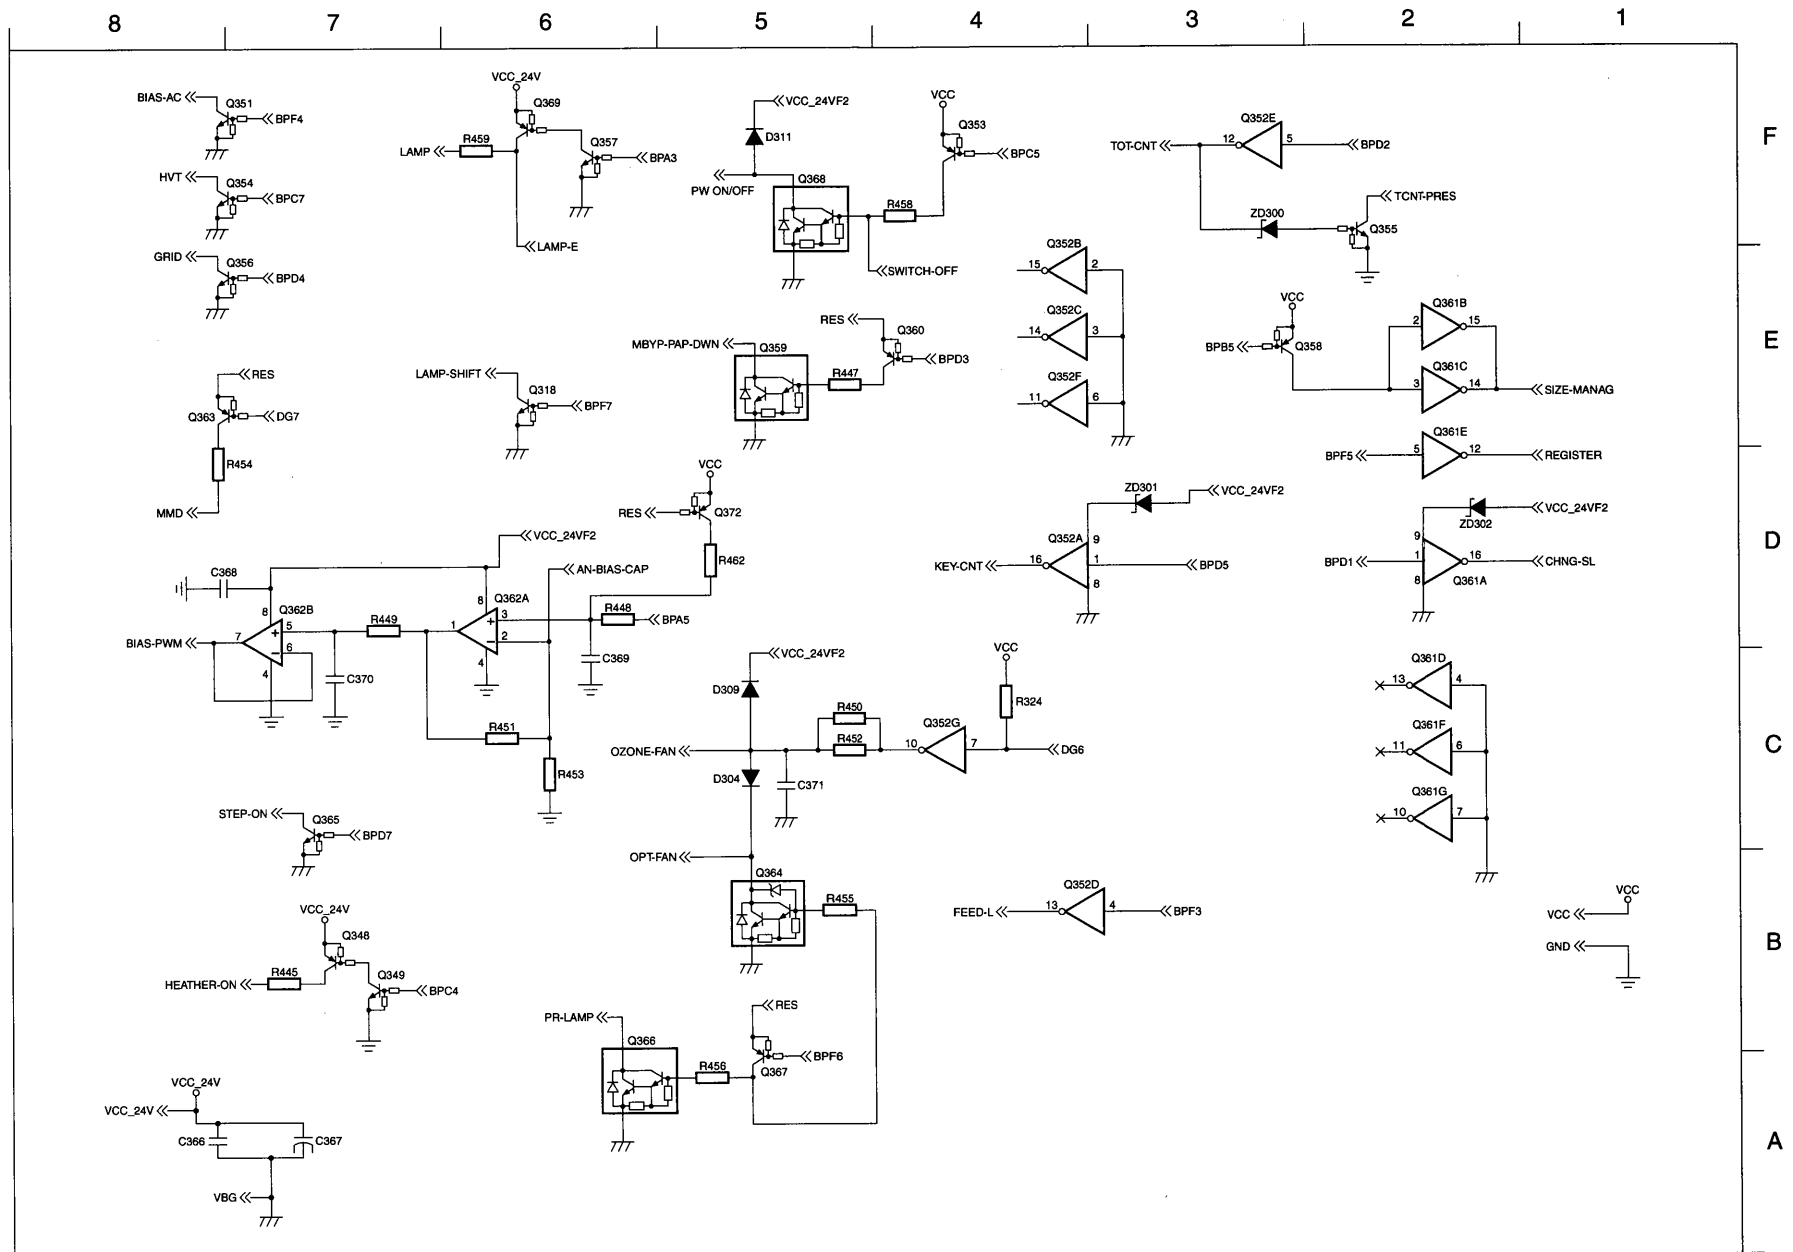 8 7 6 5 4 3 2 1
F
E
D
C
B
A
BIAS-AC
Q351
BPF4
HVT
Q354
BPC7
GRID
Q356
BPD4
VCC_24V
Q369
LAMP
R459
Q357
BPA3
LAMP-E
VCC_24VF2
D311
PW ON/OFF
Q368
R458
VCC
Q353
BPC5
SWITCH-OFF
TOT-CNT
12
Q352E
5
BPD2
TCNT-PRES
ZD300
Q355
Q352B
15
2
Q352C
14
3
Q352F
11
6
VCC
BPB5
Q358
Q361B
2
15
Q361C
3
14
SIZE-MANAG
BPF5
5
Q361E
12
REGISTER
RES
Q363
DG7
R454
MMD
LAMP-SHIFT
Q318
BPF7
MBYP-PAP-DWN
Q359
R447
RES
Q360
BPD3
VCC
RES
Q372
R462
ZD301
VCC_24VF2
KEY-CNT
16
Q352A
9
1
8
BPD5
VCC_24VF2
ZD302
BPD1
9
1
8
16
Q361A
CHNG-SL
VCC_24VF2
C368
AN-BIAS-CAP
BIAS-PWM
7
8
Q362B
+
5
−
6
4
R449
C370
1
8
Q362A
+
3
−
2
4
R448
BPA5
C369
R451
R453
VCC_24VF2
D309
OZONE-FAN
D304
C371
R450
R452
10
Q352G
7
VCC
R324
DG6
Q361D
13
4
Q361F
11
6
Q361G
10
7
STEP-ON
Q365
BPD7
OPT-FAN
Q364
R455
FEED-L
13
Q352D
4
BPF3
VCC
VCC
GND
VCC_24V
Q348
HEATHER-ON
R445
Q349
BPC4
PR-LAMP
Q366
R456
RES
BPF6
Q367
VCC_24V
VCC_24V
C366
C367
VBG